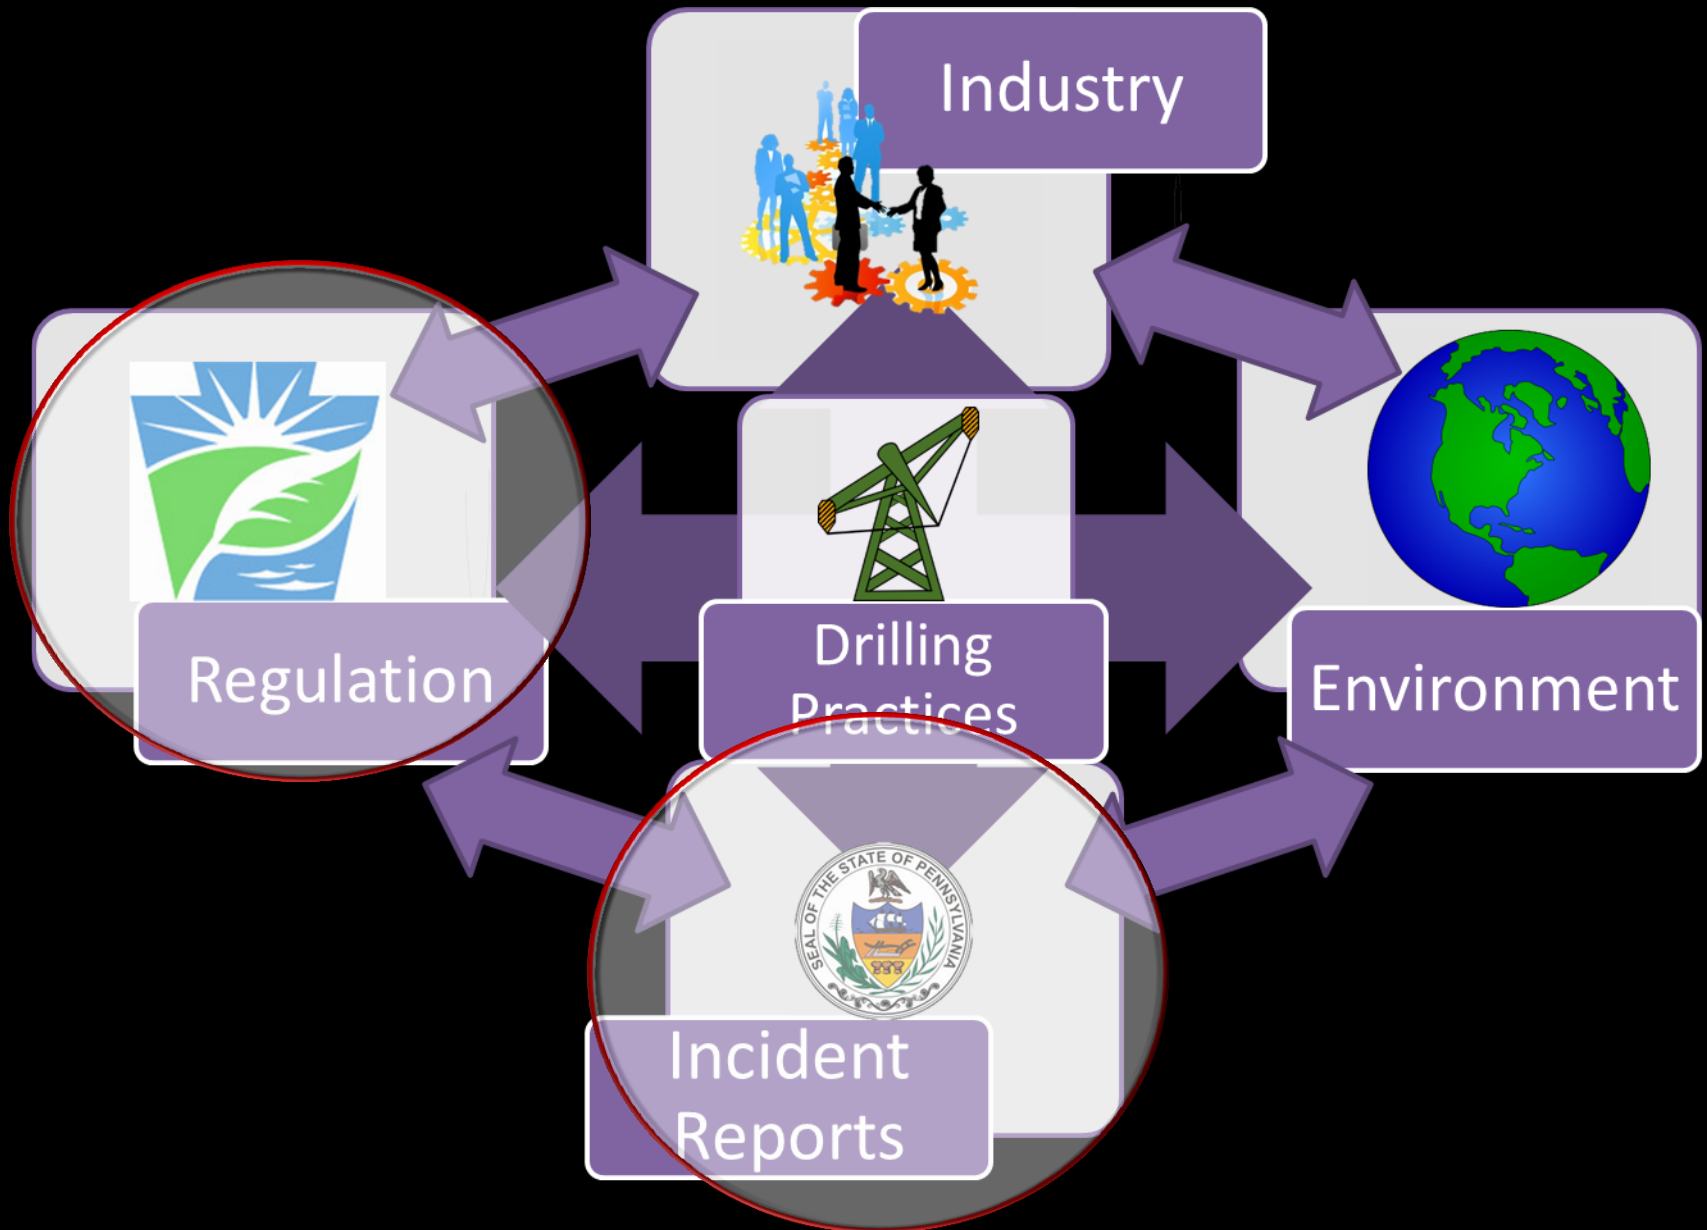 Industry
Regulation
Drilling
Practices
Environment
SEAL OF THE STATE OF PENNSYLVANIA
Incident
Reports